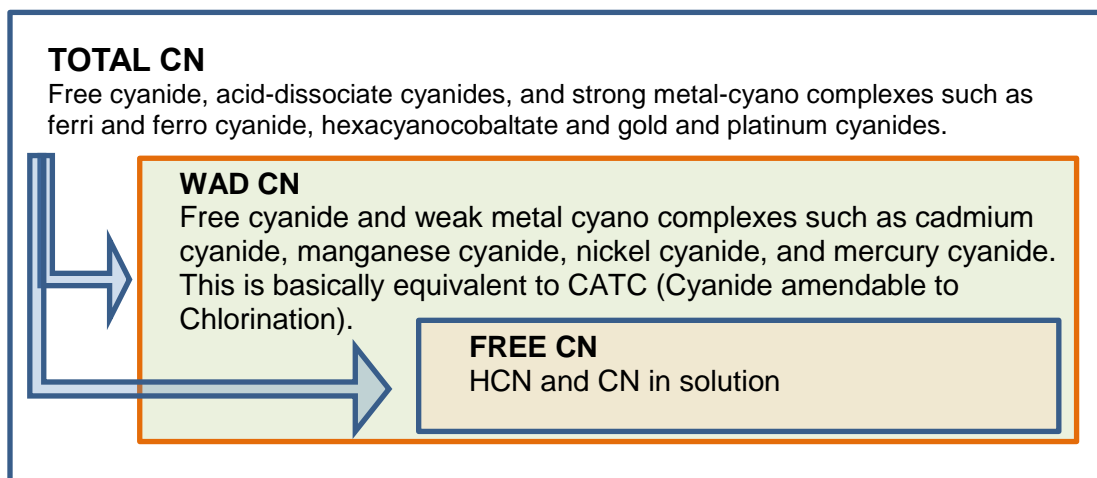 TOTAL CN
Free cyanide, acid-dissociate cyanides, and strong metal-cyano complexes such as
ferri and ferro cyanide, hexacyanocobaltate and gold and platinum cyanides.
WAD CN
Free cyanide and weak metal cyano complexes such as cadmium
cyanide, manganese cyanide, nickel cyanide, and mercury cyanide.
This is basically equivalent to CATC (Cyanide amendable to
Chlorination).
FREE CN
HCN and CN in solution